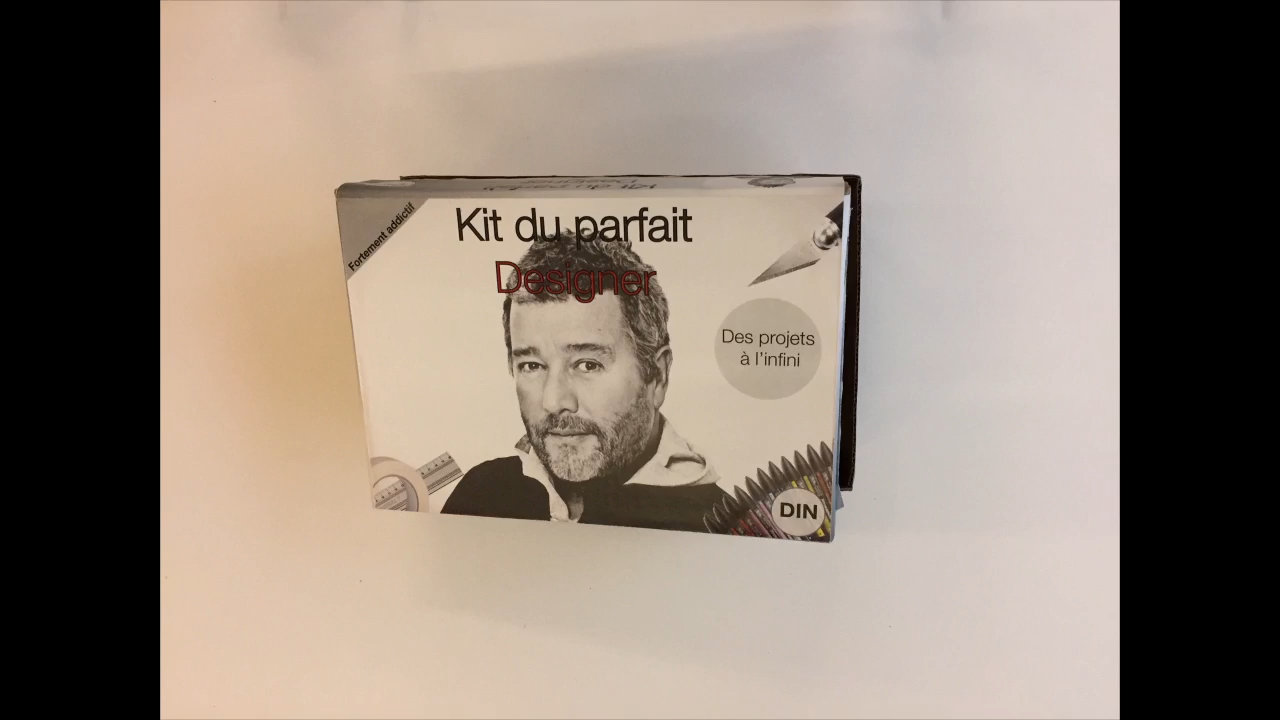 Fortement addictif
Kit du parfait
Designer
Des projets
à l'infini
DIN